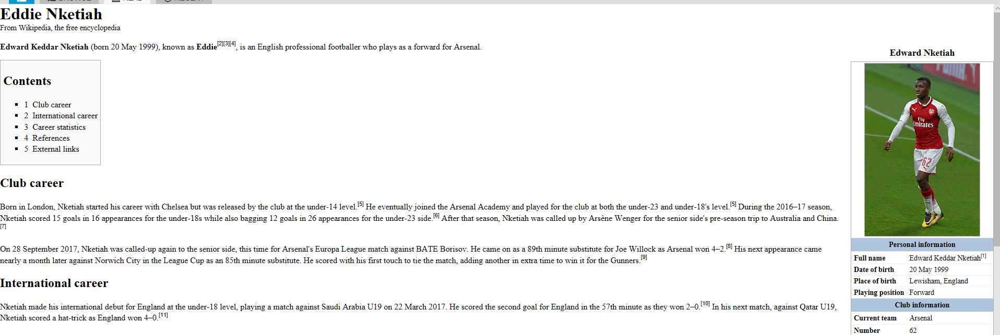 Eddie Nketiah
From Wikipedia, the free encyclopedia
Edward Keddar Nketiah (born 20 May 1999), known as Eddie[2][3][4], is an English professional footballer who plays as a forward for Arsenal.
Contents
1 Club career
2 International career
3 Career statistics
4 References
5 External links
Club career
Born in London, Nketiah started his career with Chelsea but was released by the club at the under-14 level.[5] He eventually joined the Arsenal Academy and played for the club at both the under-23 and under-18's level.[5] During the 2016–17 season,
Nketiah scored 15 goals in 16 appearances for the under-18s while also bagging 12 goals in 26 appearances for the under-23 side.[6] After that season, Nketiah was called up by Arsène Wenger for the senior side's pre-season trip to Australia and China.
[7]
On 28 September 2017, Nketiah was called-up again to the senior side, this time for Arsenal's Europa League match against BATE Borisov. He came on as a 89th minute substitute for Joe Willock as Arsenal won 4–2.[8] His next appearance came
nearly a month later against Norwich City in the League Cup as an 85th minute substitute. He scored with his first touch to tie the match, adding another in extra time to win it for the Gunners.[9]
International career
Nketiah made his international debut for England at the under-18 level, playing a match against Saudi Arabia U19 on 22 March 2017. He scored the second goal for England in the 57th minute as they won 2–0.[10] In his next match, against Qatar U19,
Nketiah scored a hat-trick as England won 4–0.[11]
Edward Nketiah
PUMA
Fly
Emirates
62
Personal information
Full name Edward Keddar Nketiah[1]
Date of birth 20 May 1999
Place of birth Lewisham, England
Playing position Forward
Club information
Current team Arsenal
Number 62